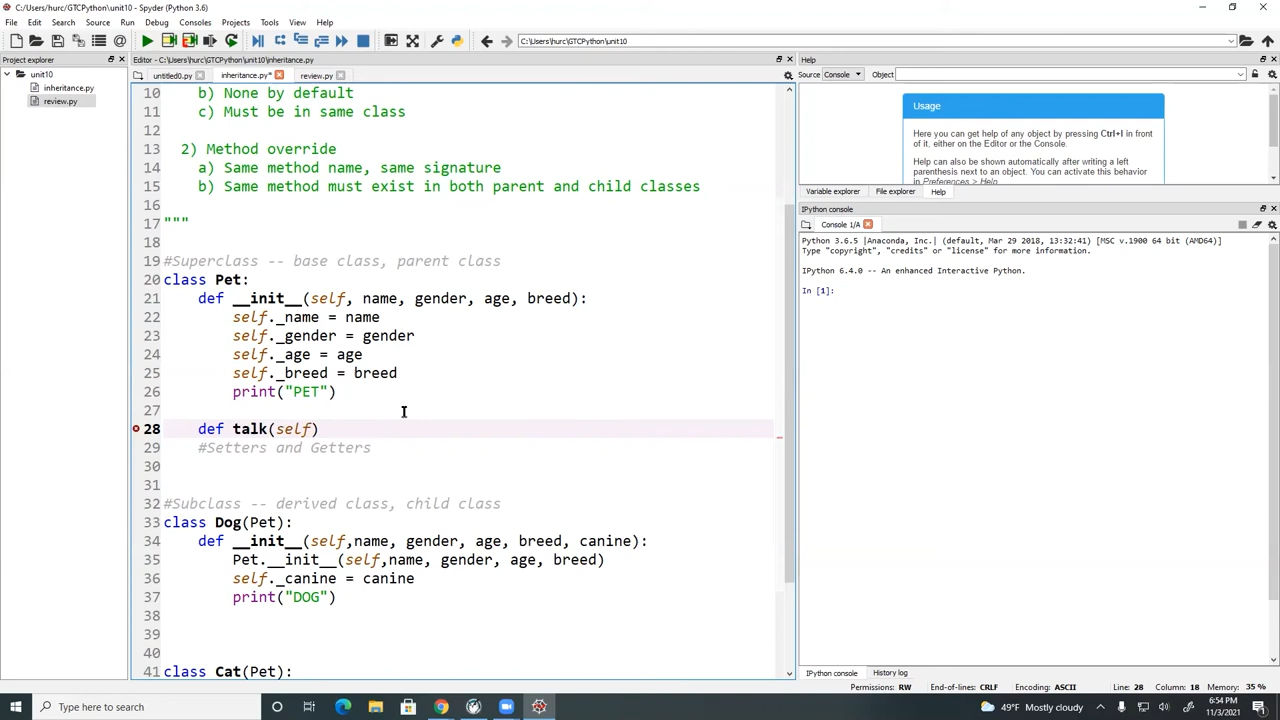 C:/Users/hurc/GTCPython\unit10 - Spyder (Python 3.6)
File Edit Search Source Run Debug Consoles Projects Tools View Help
C:\Users\hurc\GTCPython\unit10
Project explorer
unit10
inheritance.py
review.py
Editor - C:\Users\hurc\GTCPython\unit10\inheritance.py
untitled0.py inheritance.py* review.py
10 b) None by default
11 c) Must be in same class
12
13 2) Method override
14 a) Same method name, same signature
15 b) Same method must exist in both parent and child classes
16
17 """
18
19 #Superclass -- base class, parent class
20 class Pet:
21 def __init__(self, name, gender, age, breed):
22 self._name = name
23 self._gender = gender
24 self._age = age
25 self._breed = breed
26 print("PET")
27
28 def talk(self)
29 #Setters and Getters
30
31
32 #Subclass -- derived class, child class
33 class Dog(Pet):
34 def __init__(self,name, gender, age, breed, canine):
35 Pet.__init__(self,name, gender, age, breed)
36 self._canine = canine
37 print("DOG")
38
39
40
41 class Cat(Pet):
Help
Source Console Object
Usage
Here you can get help of any object by pressing Ctrl+I in front
of it, either on the Editor or the Console.
Help can also be shown automatically after writing a left
parenthesis next to an object. You can activate this behavior
in Preferences > Help.
Variable explorer File explorer Help
IPython console
Console 1/A
Python 3.6.5 |Anaconda, Inc.| (default, Mar 29 2018, 13:32:41) [MSC v.1900 64 bit (AMD64)]
Type "copyright", "credits" or "license" for more information.
IPython 6.4.0 -- An enhanced Interactive Python.
In [1]:
IPython console History log
Permissions: RW End-of-lines: CRLF Encoding: ASCII Line: 28 Column: 18 Memory: 35 %
Type here to search
49°F Mostly cloudy
6:54 PM
11/3/2021